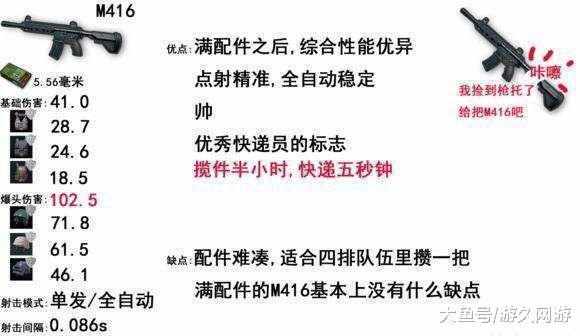 M416
5.56毫米
基础伤害:41.0
28.7
24.6
18.5
爆头伤害:102.5
71.8
61.5
46.1
射击模式:单发/全自动
射击间隔:0.086s
优点:满配件之后,综合性能优异
点射精准,全自动稳定
帅
优秀快递员的标志
揽件半小时,快递五秒钟
缺点:配件难凑,适合四排队伍里攒一把
满配件的M416基本上没有什么缺点
咔嚓
我捡到枪托了
给把M416吧
大鱼号/游久网游